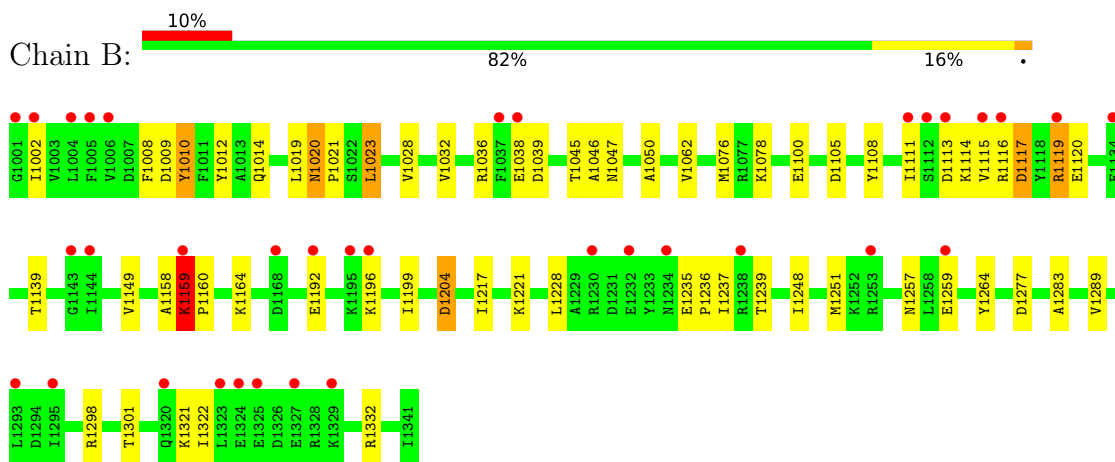 10%
Chain B:
82% 16% •
G1001 I1002 V1003 L1004 F1005 V1006 D1007 F1008 D1009 Y1010 F1011 Y1012 A1013 Q1014 L1019 N1020 P1021 S1022 L1023 V1028 V1032 R1036 F1037 E1038 D1039 T1045 A1046 N1047 A1050 V1062 M1076 R1077 K1078 E1100 D1105 Y1108 I1111 S1112 D1113 K1114 V1115 R1116 D1117 Y1118 R1119 E1120 E1134
T1139 G1143 I1144 V1149 A1158 K1159 P1160 K1164 D1168 E1192 K1195 K1196 I1199 D1204 I1217 K1221 L1228 A1229 R1230 D1231 E1232 Y1233 N1234 E1235 P1236 I1237 R1238 T1239 I1248 M1251 K1252 R1253 N1257 L1258 E1259 Y1264 D1277 A1283 V1289
L1293 D1294 I1295 R1298 T1301 Q1320 K1321 I1322 L1323 E1324 E1325 D1326 E1327 R1328 K1329 R1332 I1341